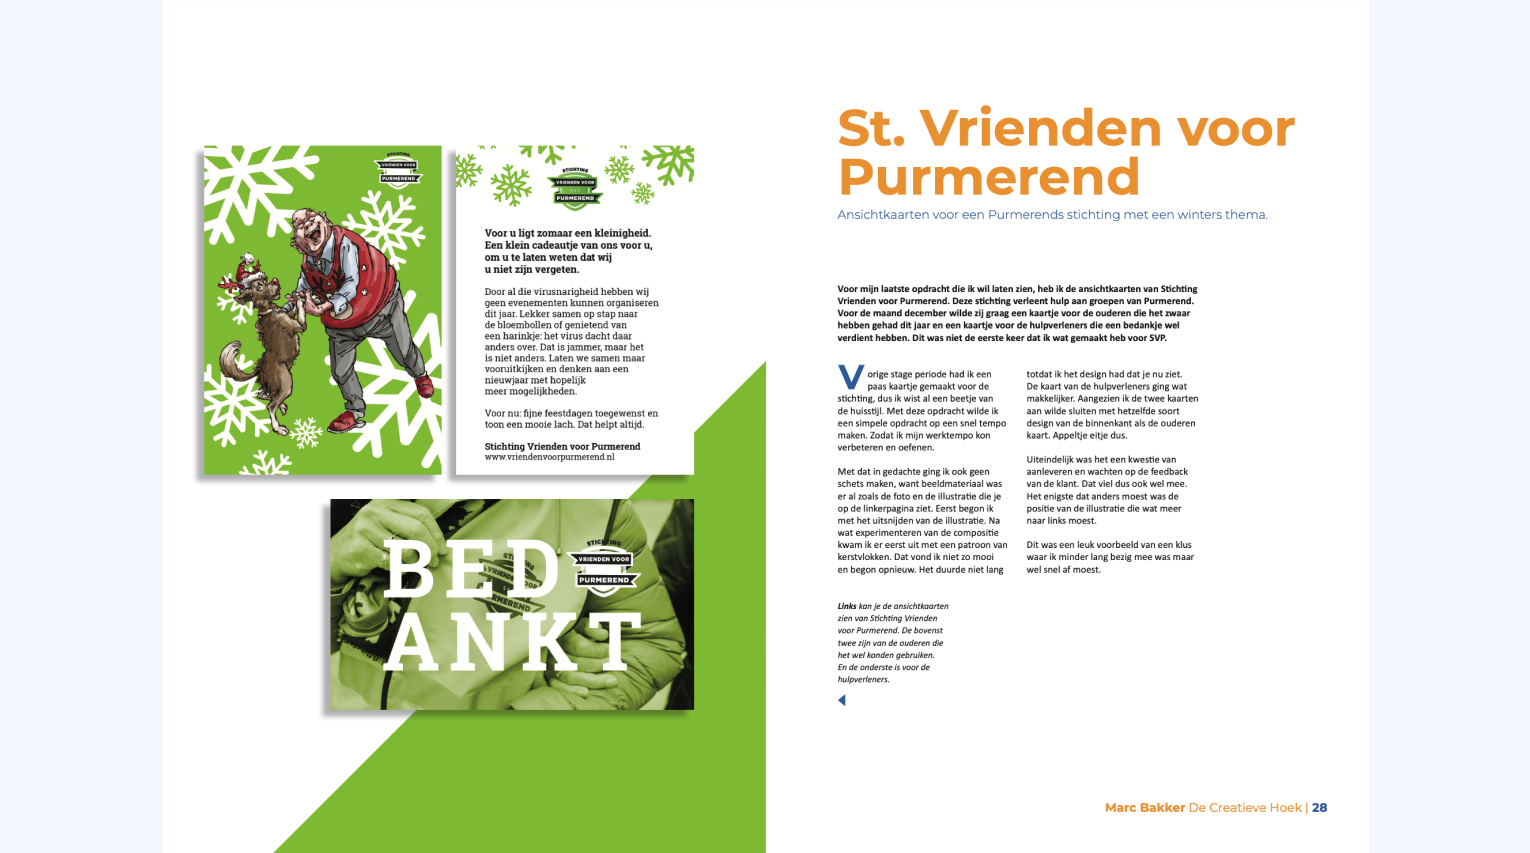 STICHTING
VRIENDEN VOOR
PURMEREND
STICHTING
VRIENDEN VOOR
PURMEREND
Voor u ligt zomaar een kleinigheid.
Een klein cadeautje van ons voor u,
om u te laten weten dat wij
u niet zijn vergeten.
Door al die virusnarigheid hebben wij
geen evenementen kunnen organiseren
dit jaar. Lekker samen op stap naar
de bloembollen of genietend van
een harinkje: het virus dacht daar
anders over. Dat is jammer, maar het
is niet anders. Laten we samen maar
vooruitkijken en denken aan een
nieuwjaar met hopelijk
meer mogelijkheden.
Voor nu: fijne feestdagen toegewenst en
toon een mooie lach. Dat helpt altijd.
Stichting Vrienden voor Purmerend
www.vriendenvoorpurmerend.nl
BED
ANKT
STICHTING
VRIENDEN VOOR
PURMEREND
St. Vrienden voor
Purmerend
Ansichtkaarten voor een Purmerends stichting met een winters thema.
Voor mijn laatste opdracht die ik wil laten zien, heb ik de ansichtkaarten van Stichting
Vrienden voor Purmerend. Deze stichting verleent hulp aan groepen van Purmerend.
Voor de maand december wilde zij graag een kaartje voor de ouderen die het zwaar
hebben gehad dit jaar en een kaartje voor de hulpverleners die een bedankje wel
verdient hebben. Dit was niet de eerste keer dat ik wat gemaakt heb voor SVP.
Vorige stage periode had ik een
paas kaartje gemaakt voor de
stichting, dus ik wist al een beetje van
de huisstijl. Met deze opdracht wilde ik
een simpele opdracht op een snel tempo
maken. Zodat ik mijn werktempo kon
verbeteren en oefenen.
Met dat in gedachte ging ik ook geen
schets maken, want beeldmateriaal was
er al zoals de foto en de illustratie die je
op de linkerpagina ziet. Eerst begon ik
met het uitsnijden van de illustratie. Na
wat experimenteren van de compositie
kwam ik er eerst uit met een patroon van
kerstvlokken. Dat vond ik niet zo mooi
en begon opnieuw. Het duurde niet lang
totdat ik het design had dat je nu ziet.
De kaart van de hulpverleners ging wat
makkelijker. Aangezien ik de twee kaarten
aan wilde sluiten met hetzelfde soort
design van de binnenkant als de ouderen
kaart. Appeltje eitje dus.
Uiteindelijk was het een kwestie van
aanleveren en wachten op de feedback
van de klant. Dat viel dus ook wel mee.
Het enigste dat anders moest was de
positie van de illustratie die wat meer
naar links moest.
Dit was een leuk voorbeeld van een klus
waar ik minder lang bezig mee was maar
wel snel af moest.
Links kan je de ansichtkaarten
zien van Stichting Vrienden
voor Purmerend. De bovenst
twee zijn van de ouderen die
het wel konden gebruiken.
En de onderste is voor de
hulpverleners.
Marc Bakker De Creatieve Hoek | 28